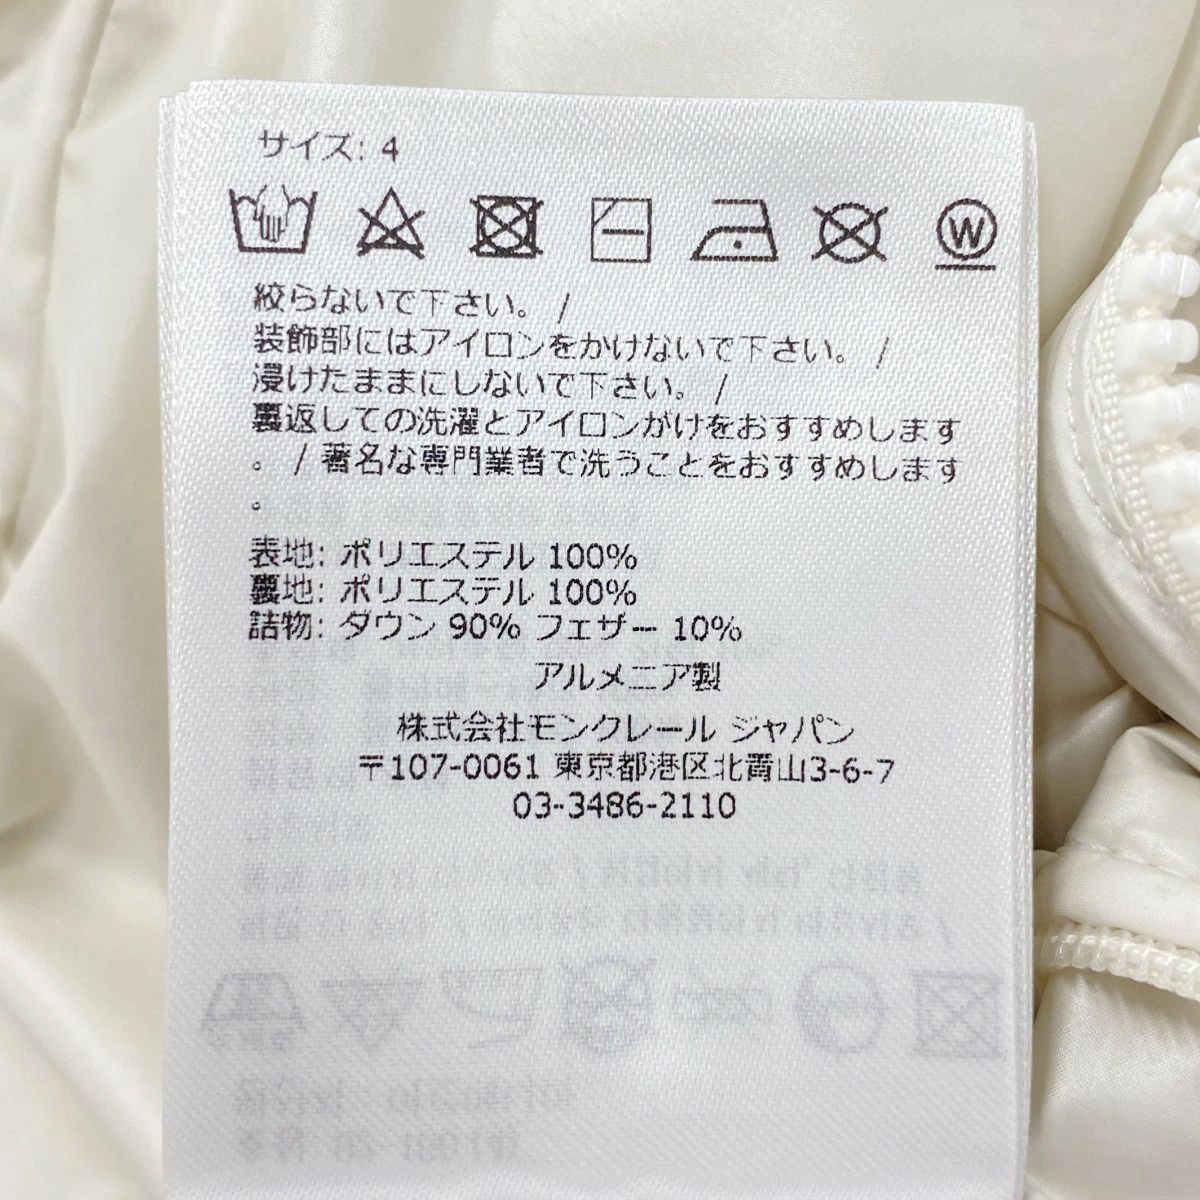 サイズ: 4
W
絞らないで下さい。 /
装飾部にはアイロンをかけないで下さい。 /
浸けたままにしないで下さい。 /
裏返しての洗濯とアイロンがけをおすすめします
。 / 著名な専門業者で洗うことをおすすめします
。
表地: ポリエステル 100%
裏地: ポリエステル 100%
詰物: ダウン 90% フェザー 10%
アルメニア製
株式会社モンクレール ジャパン
〒107-0061 東京都港区北青山3-6-7
03-3486-2110